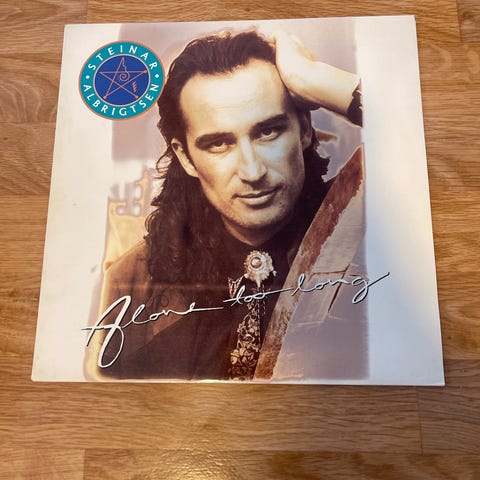 STEINAR
ALBRIGTSEN
Alone too long